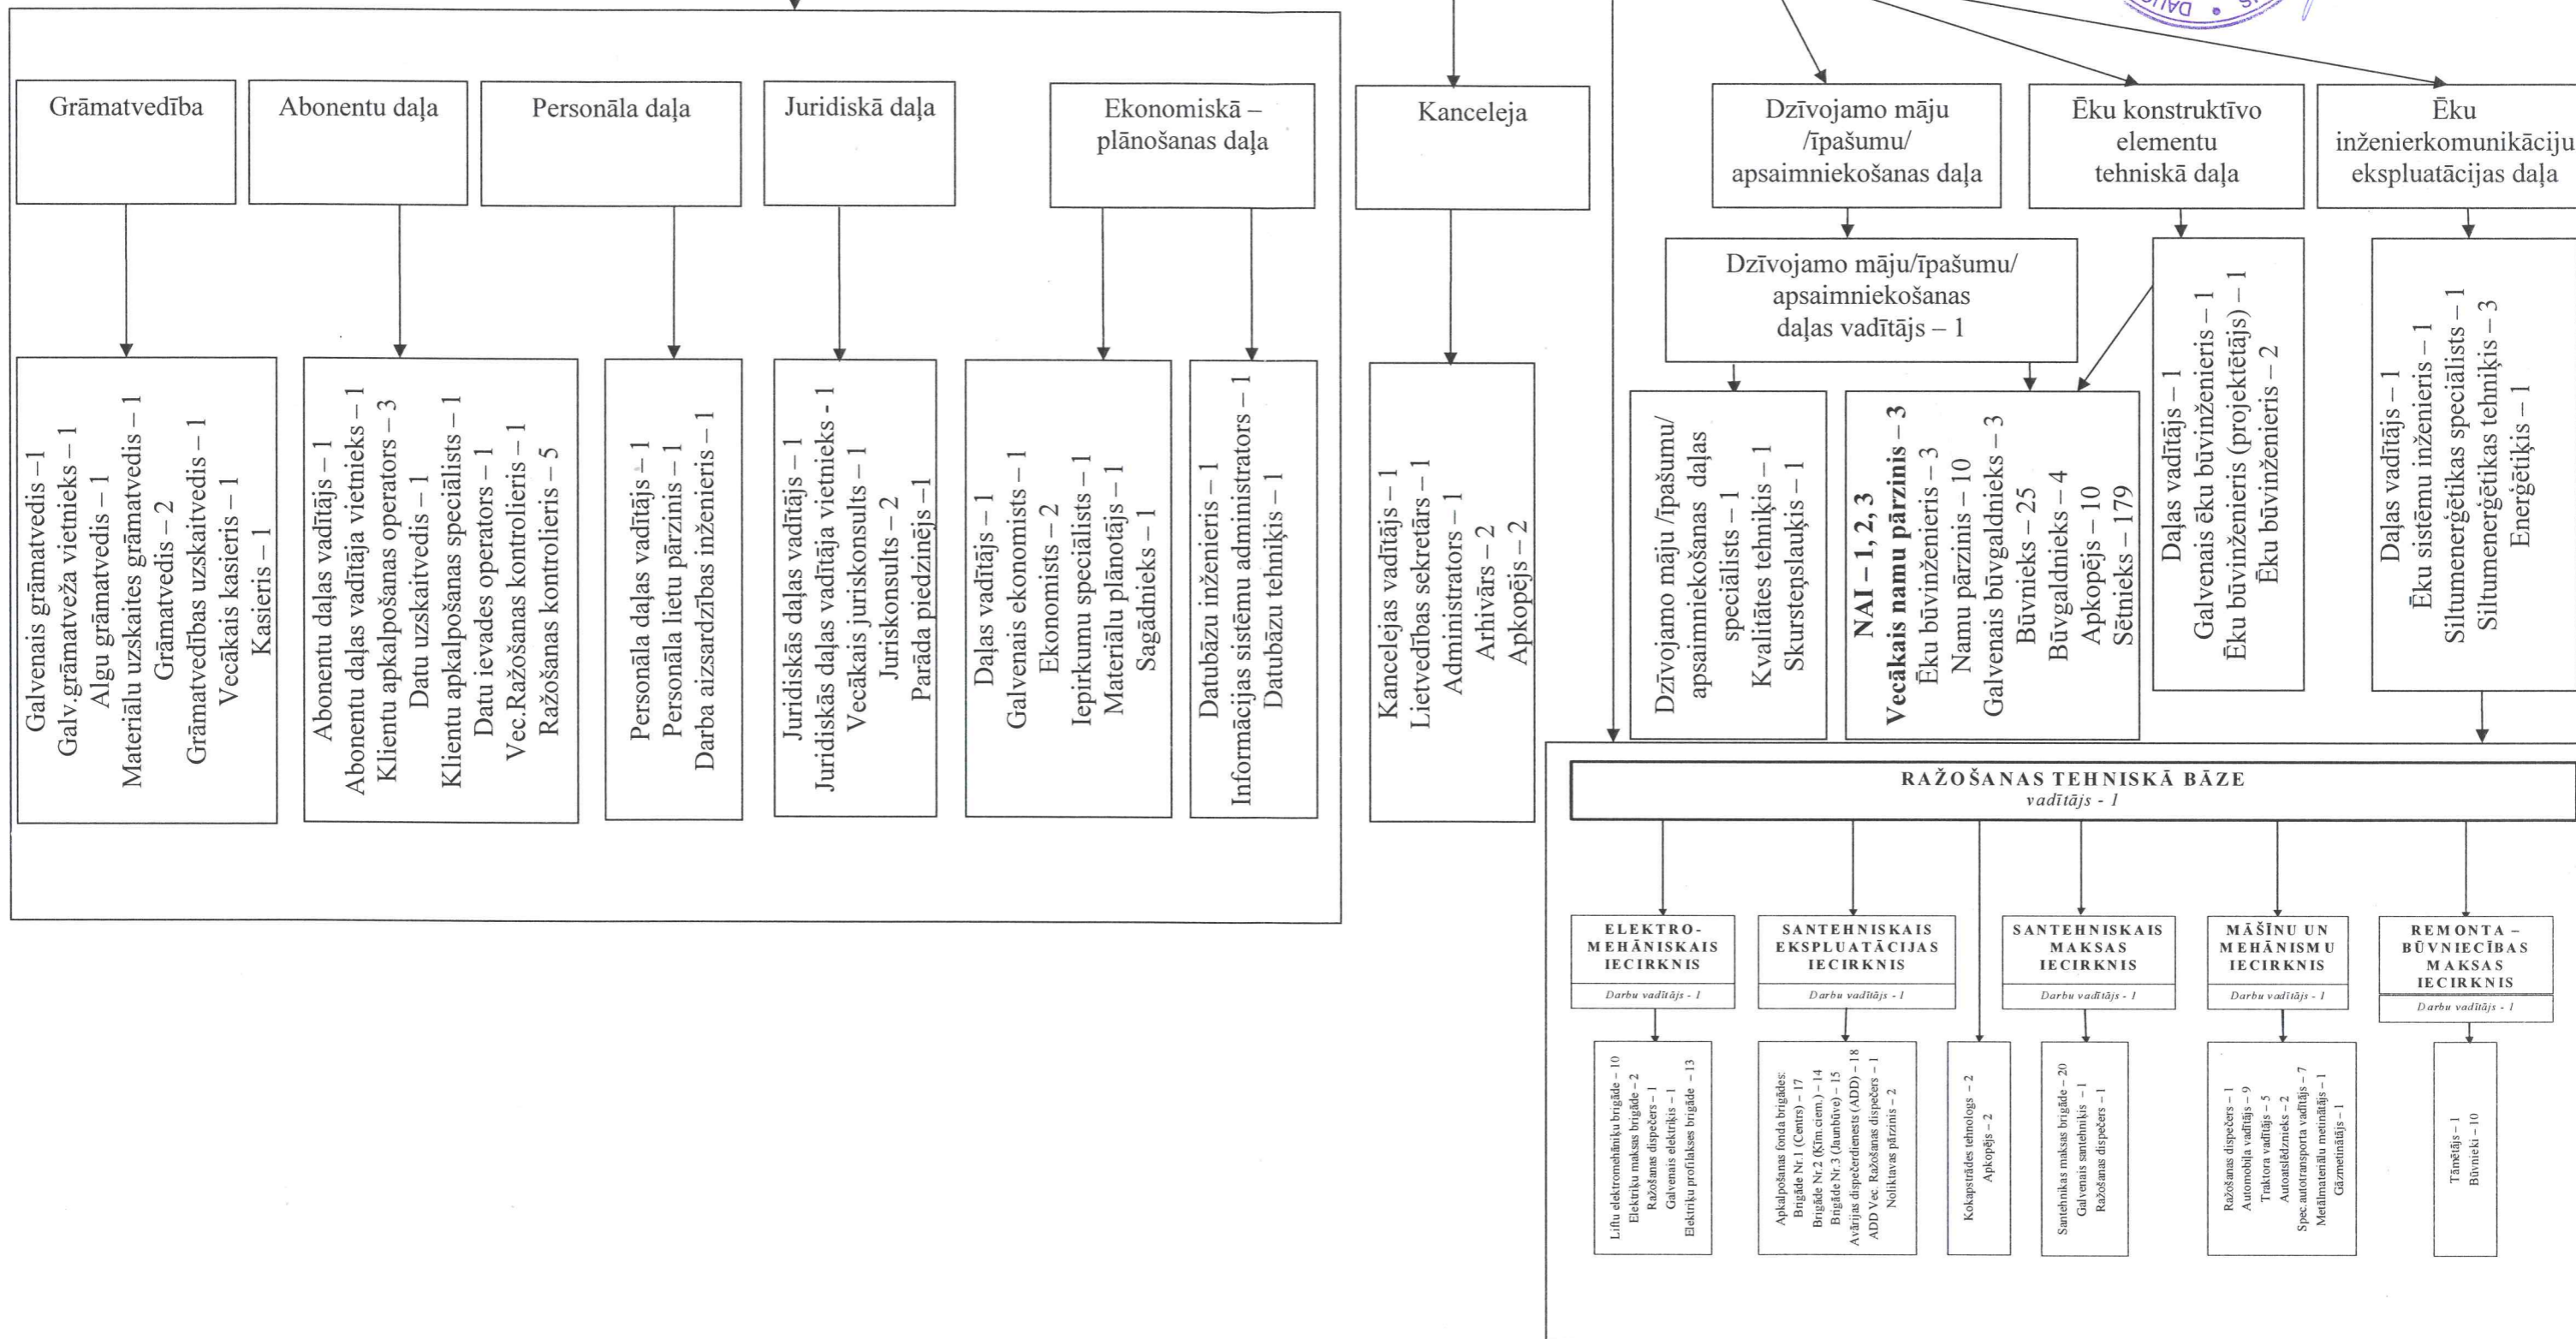 Grāmatvedība
Abonentu daļa
Personāla daļa
Juridiskā daļa
Ekonomiskā –
plānošanas daļa
Kanceleja
Dzīvojamo māju
/īpašumu/
apsaimniekošanas daļa
Ēku konstruktīvo
elementu
tehniskā daļa
Ēku
inženierkomunikāciju
ekspluatācijas daļa
Dzīvojamo māju/īpašumu/
apsaimniekošanas
daļas vadītājs – 1
Galvenais grāmatvedis –1
Galv.grāmatveža vietnieks – 1
Algu grāmatvedis – 1
Materiālu uzskaites grāmatvedis – 1
Grāmatvedis – 2
Grāmatvedības uzskaitvedis – 1
Vecākais kasieris – 1
Kasieris – 1
Abonentu daļas vadītājs – 1
Abonentu daļas vadītāja vietnieks – 1
Klientu apkalpošanas operators – 3
Datu uzskaitvedis – 1
Klientu apkalpošanas speciālists – 1
Datu ievades operators – 1
Vec.Ražošanas kontrolieris – 1
Ražošanas kontrolieris – 5
Personāla daļas vadītājs – 1
Personāla lietu pārzinis – 1
Darba aizsardzības inženieris – 1
Juridiskās daļas vadītājs – 1
Juridiskās daļas vadītāja vietnieks - 1
Vecākais juriskonsults – 1
Juriskonsults – 2
Parāda piedzinējs –1
Daļas vadītājs – 1
Galvenais ekonomists – 1
Ekonomists – 2
Iepirkumu speciālists – 1
Materiālu plānotājs – 1
Sagādnieks – 1
Datubāzu inženieris – 1
Informācijas sistēmu administrators – 1
Datubāzu tehniķis – 1
Kancelejas vadītājs – 1
Lietvedības sekretārs – 1
Administrators – 1
Arhivārs – 2
Apkopējs – 2
Dzīvojamo māju /īpašumu/
apsaimniekošanas daļas
speciālists – 1
Kvalitātes tehniķis – 1
Skursteņslauķis – 1
NAI – 1, 2, 3
Vecākais namu pārzinis – 3
Ēku būvinženieris – 3
Namu pārzinis – 10
Galvenais būvgaldnieks – 3
Būvnieks – 25
Būvgaldnieks – 4
Apkopējs – 10
Sētnieks – 179
Daļas vadītājs – 1
Galvenais ēku būvinženieris – 1
Ēku būvinženieris (projektētājs) – 1
Ēku būvinženieris – 2
Daļas vadītājs – 1
Ēku sistēmu inženieris – 1
Siltumenerģētikas speciālists – 1
Siltumenerģētikas tehniķis – 3
Enerģētiķis – 1
RAŽOŠANAS TEHNISKĀ BĀZE
vadītājs - 1
ELEKTRO-
MEHĀNISKAIS
IECIRKNIS
Darbu vadītājs - 1
SANTEHNISKAIS
EKSPLUATĀCIJAS
IECIRKNIS
Darbu vadītājs - 1
SANTEHNISKAIS
MAKSAS
IECIRKNIS
Darbu vadītājs - 1
MĀŠĪNU UN
MEHĀNISMU
IECIRKNIS
Darbu vadītājs - 1
REMONTA –
BŪVNIECĪBAS
MAKSAS
IECIRKNIS
Darbu vadītājs - 1
Liftu elektromehāniķu brigāde – 10
Elektriķu maksas brigāde – 2
Ražošanas dispečers – 1
Galvenais elektriķis – 1
Elektriķu profilakses brigāde – 13
Apkalpošanas fonda brigādes:
Brigāde Nr.1 (Centrs) – 17
Brigāde Nr.2 (Ķīm.ciem.) – 14
Brigāde Nr.3 (Jaunbūve) – 15
Avārijas dispečerdienests (ADD) – 18
ADD Vec. Ražošanas dispečers – 1
Noliktavas pārzinis – 2
Kokapstrādes tehnologs – 2
Apkopējs – 2
Santehnikas maksas brigāde – 20
Galvenais santehniķis – 1
Ražošanas dispečers – 1
Ražošanas dispečers – 1
Automobiļa vadītājs – 9
Traktora vadītājs – 5
Autoatslēdznieks – 2
Spec.autotransporta vadītājs – 7
Metālmateriālu metinātājs – 1
Gāzmetinātājs – 1
Tāmētājs – 1
Būvnieki – 10